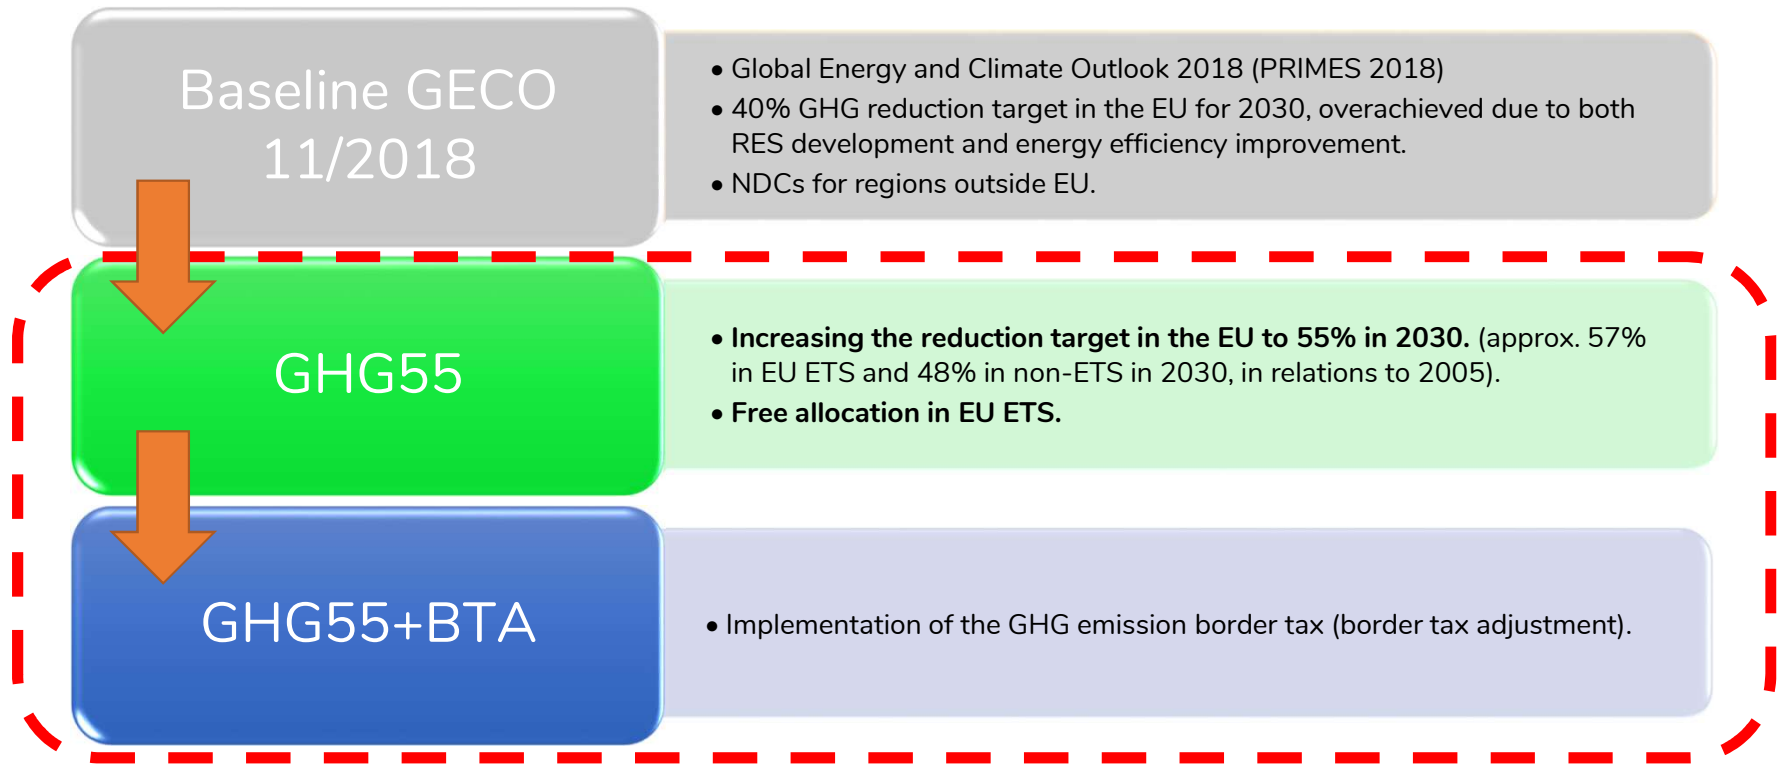 Baseline GECO
11/2018
• Global Energy and Climate Outlook 2018 (PRIMES 2018)
• 40% GHG reduction target in the EU for 2030, overachieved due to both
RES development and energy efficiency improvement.
• NDCs for regions outside EU.
GHG55
• Increasing the reduction target in the EU to 55% in 2030. (approx. 57%
in EU ETS and 48% in non-ETS in 2030, in relations to 2005).
• Free allocation in EU ETS.
GHG55+BTA
• Implementation of the GHG emission border tax (border tax adjustment).